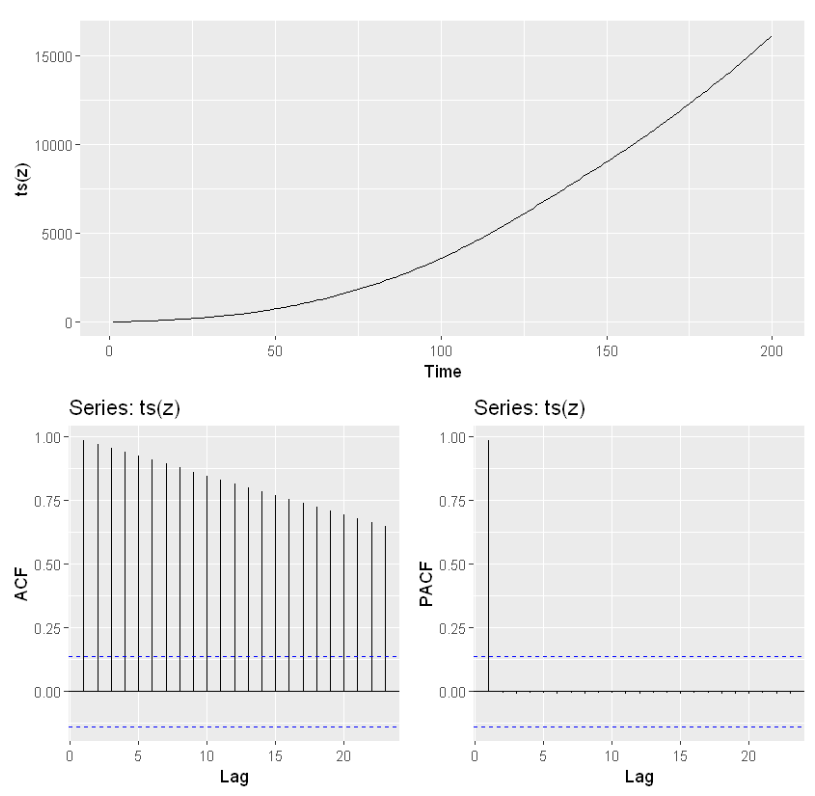 15000
10000
5000
0
ts(z)
0 50 100 150 200
Time
Series: ts(z) Series: ts(z)
1.00 1.00
0.75 0.75
0.50 0.50
0.25 0.25
0.00 0.00
ACF PACF
0 5 10 15 20 0 5 10 15 20
Lag Lag